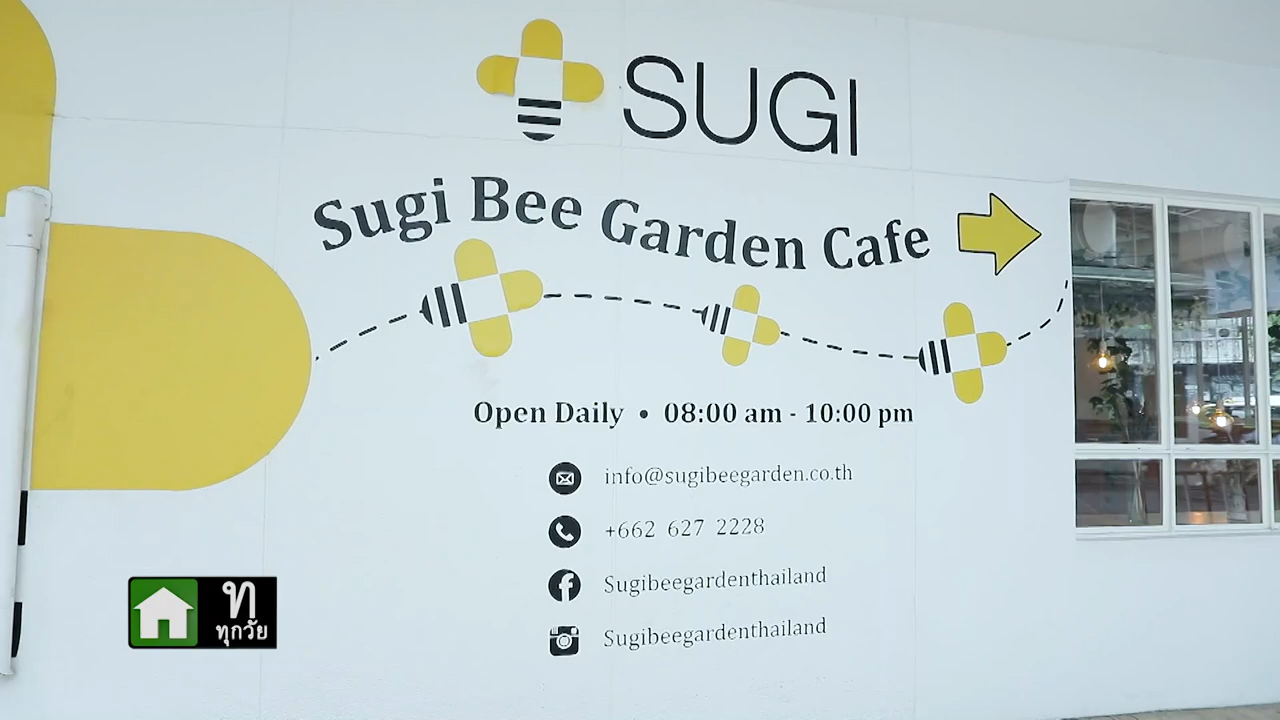 SUGI
Sugi Bee Garden Cafe
Open Daily • 08:00 am - 10:00 pm
info@sugibeegarden.co.th
+662 627 2228
Sugibeegardenthailand
Sugibeegardenthailand
ท
ทุกวัย